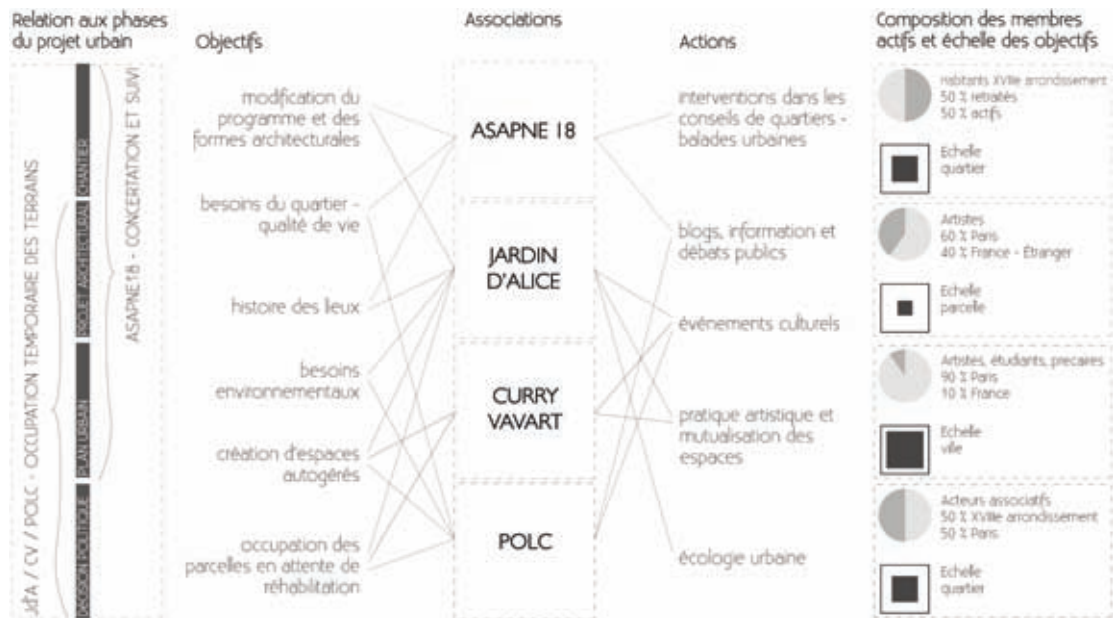 Relation aux phases
du projet urbain
Objectifs
Associations
Actions
Composition des membres
actifs et échelle des objectifs
JdA / CV / POLC - OCCUPATION TEMPORAIRE DES TERRAINS
DÉCISION POLITIQUE
PLAN URBAIN
PROJET ARCHITECTURAL
CHANTIER
ASAPNE18 - CONCERTATION ET SUIVI
modification du
programme et des
formes architecturales
besoins du quartier -
qualité de vie
histoire des lieux
besoins
environnementaux
création d'espaces
autogérés
occupation des
parcelles en attente de
réhabilitation
ASAPNE 18
JARDIN
D'ALICE
CURRY
VAVART
POLC
interventions dans les
conseils de quartiers -
balades urbaines
blogs, information et
débats publics
événements culturels
pratique artistique et
mutualisation des
espaces
écologie urbaine
Habitants XVIIIe arrondissement
50 % retraités
50 % actifs
Echelle
quartier
Artistes
60 % Paris
40 % France - Étranger
Echelle
parcelle
Artistes, étudiants, precaires
90 % Paris
10 % France
Echelle
ville
Acteurs associatifs
50 % XVIIIe arrondissement
50 % Paris
Echelle
quartier